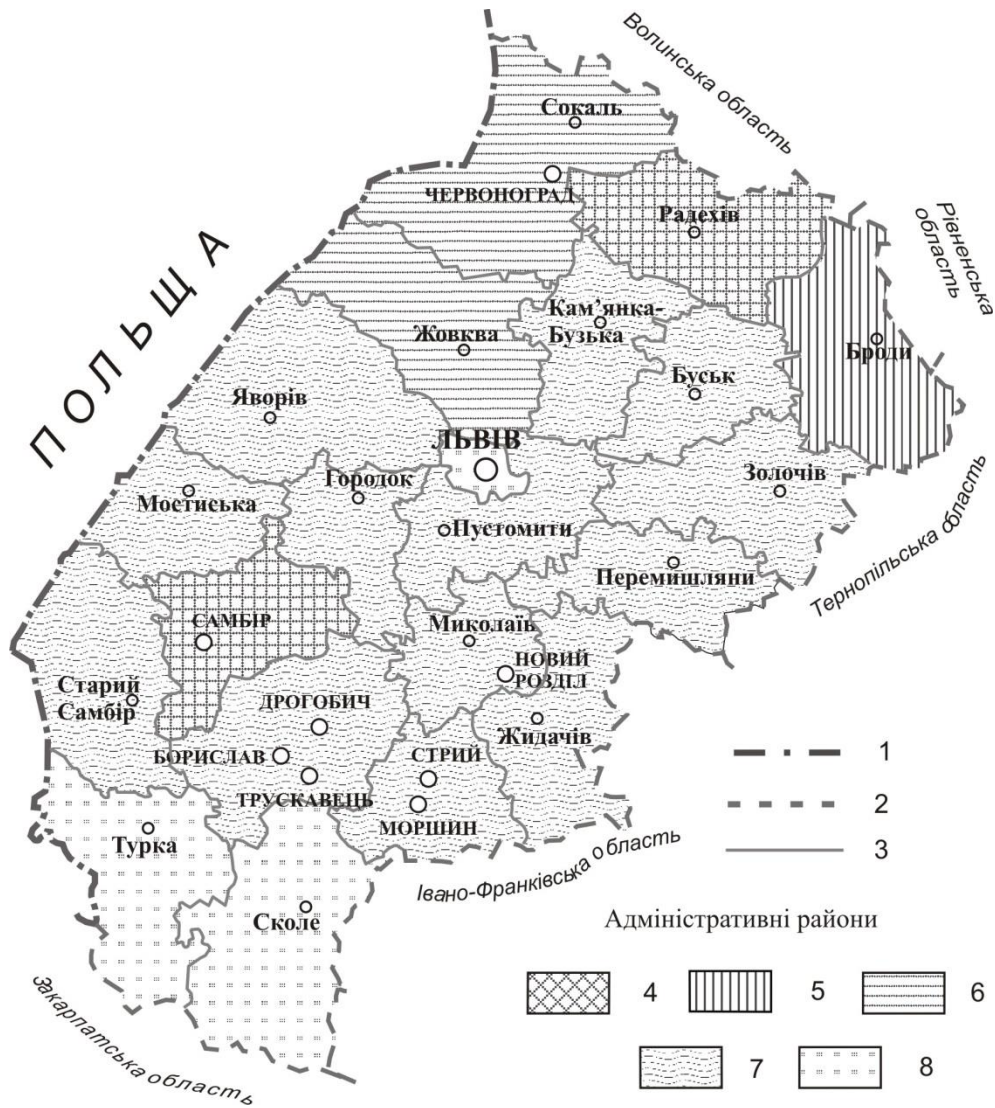 Волинська область
Сокаль
ЧЕРВОНОГРАД
Радехів
Рівненська
область
ПОЛЬЩА
Кам’янка-
Бузька
Жовква
Броди
Буськ
Яворів
ЛЬВІВ
Городок
Золочів
Мостиська
Пустомити
Перемишляни
Тернопільська область
САМБІР
Миколаїв
НОВИЙ
РОЗДІЛ
Старий
Самбір
ДРОГОБИЧ
Жидачів
БОРИСЛАВ
СТРИЙ
1
ТРУСКАВЕЦЬ
МОРШИН
2
Турка
3
Івано-Франківська область
Сколе
Адміністративні райони
4
5
6
Закарпатська область
7
8